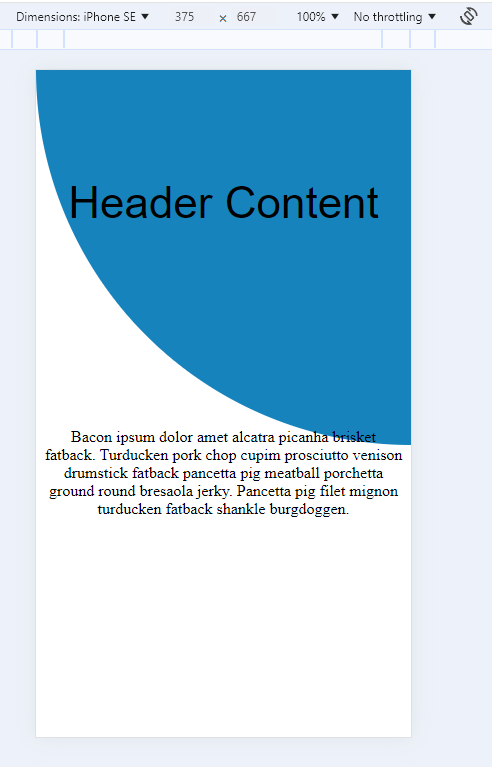 Dimensions: iPhone SE ▼ 375 × 667 100% ▼ No throttling ▼
Header Content
Bacon ipsum dolor amet alcatra picanha brisket
fatback. Turducken pork chop cupim prosciutto venison
drumstick fatback pancetta pig meatball porchetta
ground round bresaola jerky. Pancetta pig filet mignon
turducken fatback shankle burgdoggen.